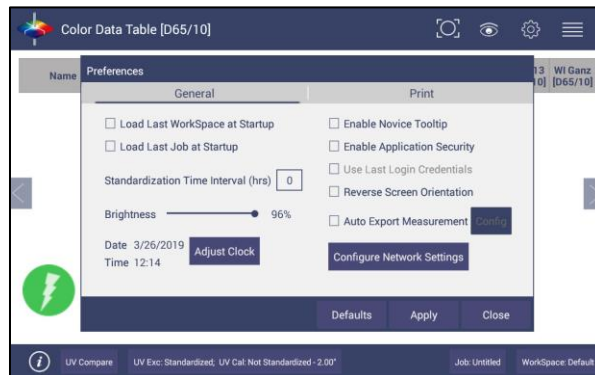 Color Data Table [D65/10]
Name
13
10]
WI Ganz
[D65/10]
Preferences
General
Print
Load Last WorkSpace at Startup
Load Last Job at Startup
Standardization Time Interval (hrs) 0
Brightness 96%
Date 3/26/2019
Time 12:14
Adjust Clock
Enable Novice Tooltip
Enable Application Security
Use Last Login Credentials
Reverse Screen Orientation
Auto Export Measurement Config
Configure Network Settings
Defaults Apply Close
UV Compare UV Exc: Standardized; UV Cal: Not Standardized - 2.00" Job: Untitled WorkSpace: Default